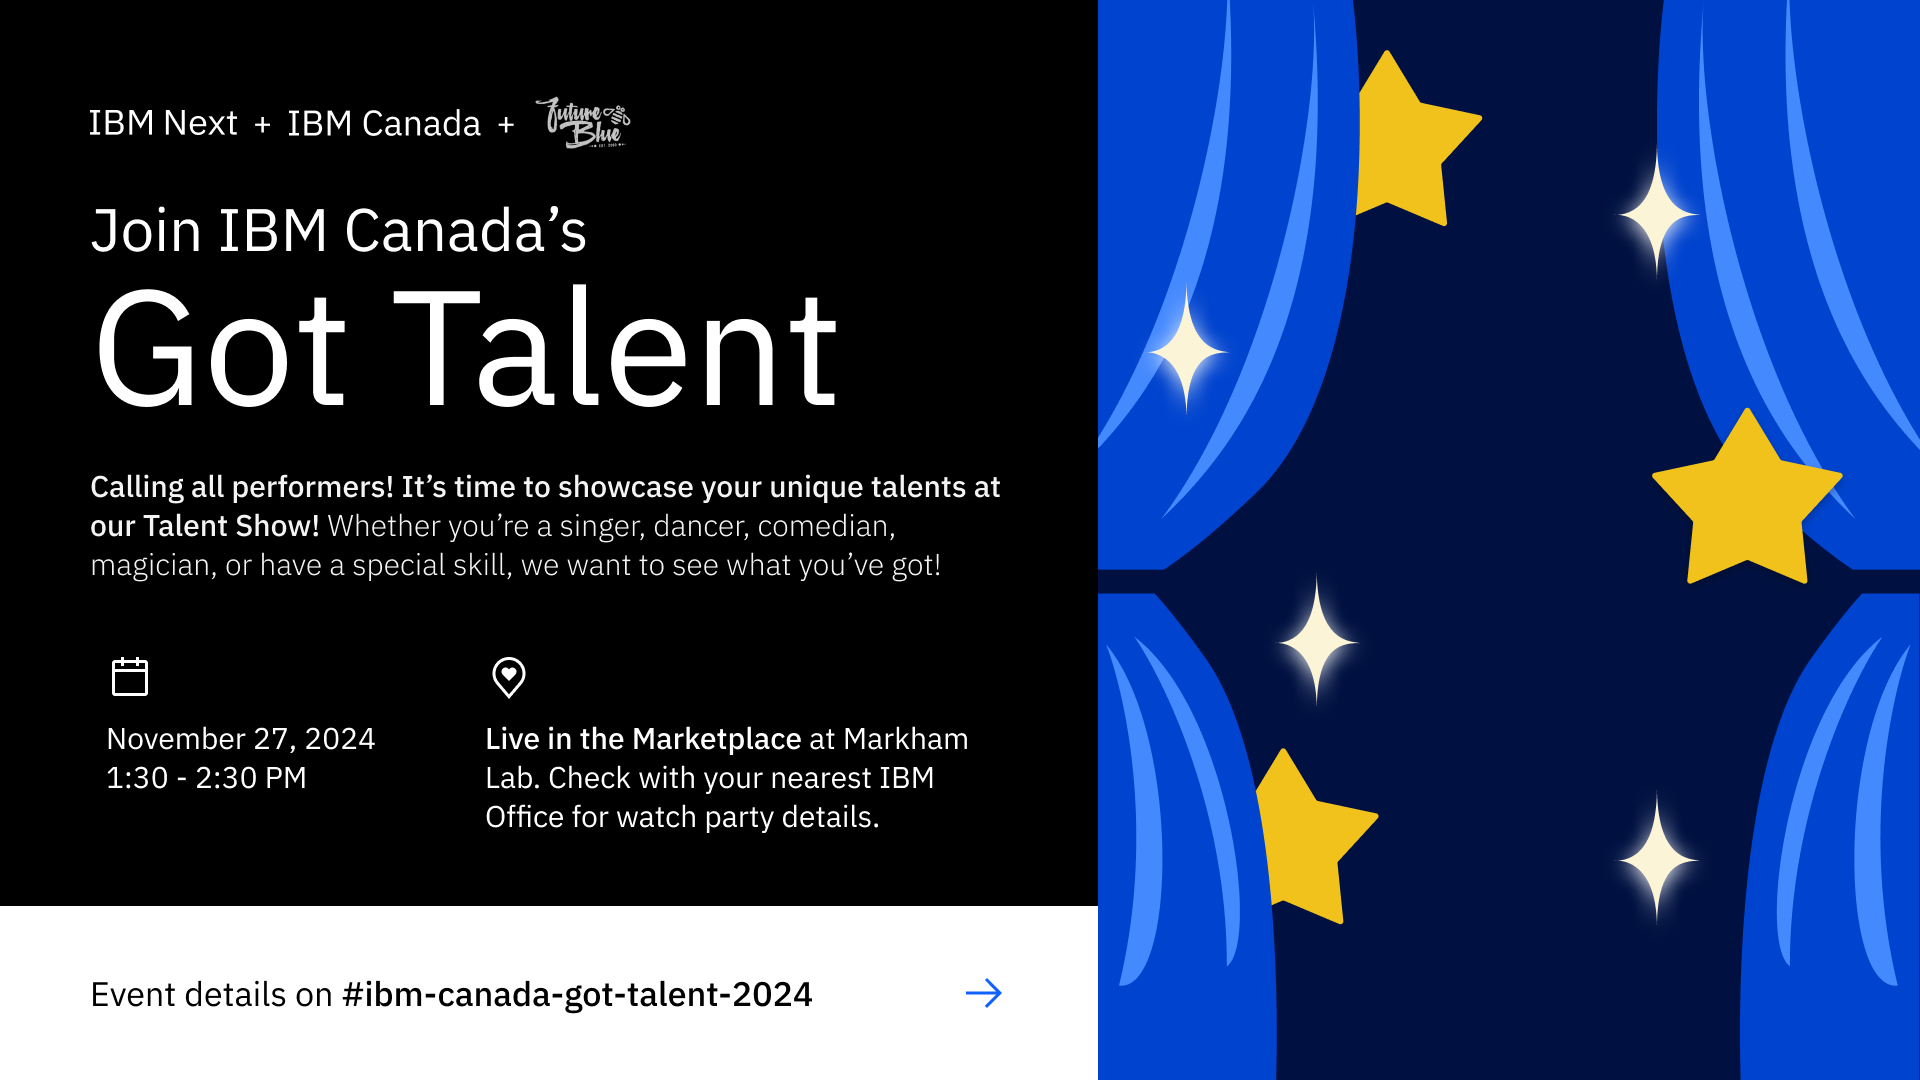 IBM Next + IBM Canada + Future Blue
EST. 2000
Join IBM Canada’s
Got Talent
Calling all performers! It’s time to showcase your unique talents at
our Talent Show! Whether you’re a singer, dancer, comedian,
magician, or have a special skill, we want to see what you’ve got!
November 27, 2024
1:30 - 2:30 PM
Live in the Marketplace at Markham
Lab. Check with your nearest IBM
Office for watch party details.
Event details on #ibm-canada-got-talent-2024